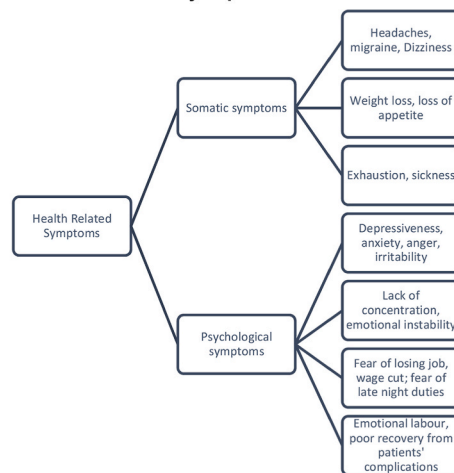 Headaches,
migraine, Dizziness
Somatic symptoms
Weight loss, loss of
appetite
Exhaustion, sickness
Health Related
Symptoms
Depressiveness,
anxiety, anger,
irritability
Lack of
concentration,
emotional instability
Psychological
symptoms
Fear of losing job,
wage cut; fear of
late night duties
Emotional labour,
poor recovery from
patients'
complications